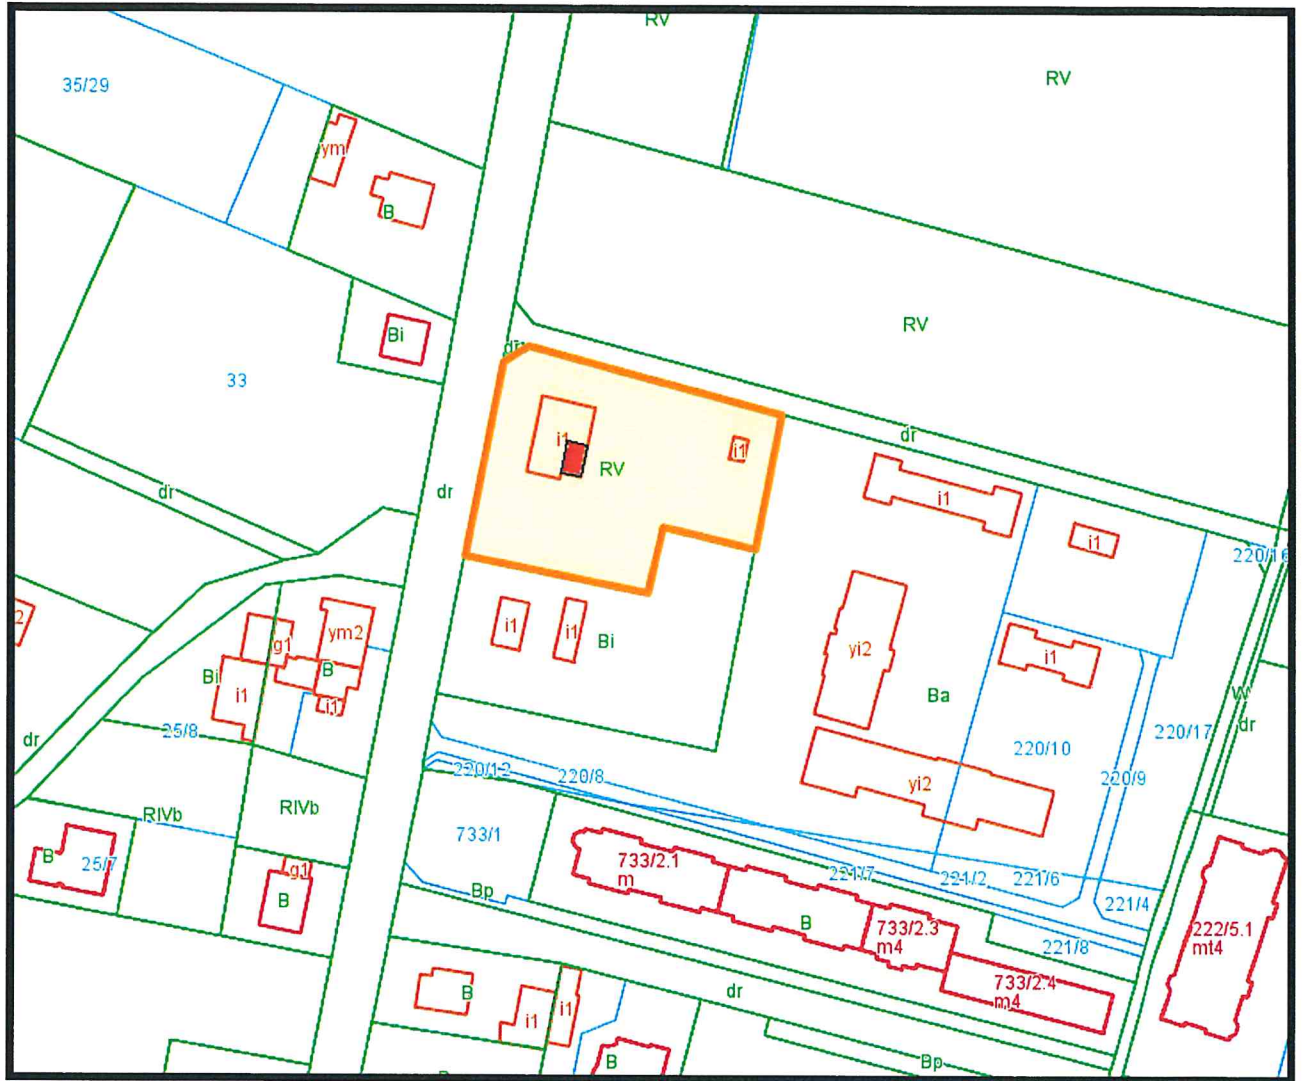 RV
RV
35/29
ym
B
Bi
RV
33
dr
dr
i1
i1
RV
dr
dr
i1
i1
220/16
2
g1
ym2
i1
i1
Bi
yi2
i1
Bi
B
i1
i1
Ba
W
dr
25/8
dr
220/10
220/17
220/12
220/8
yi2
220/9
RIVb
RIVb
733/1
B
25/7
g1
B
Bp
733/2.1
m
221/7
221/2
221/6
221/4
B
733/2.3
m4
221/8
222/5.1
mt4
733/2.4
m4
B
i1
i1
dr
B
Bp